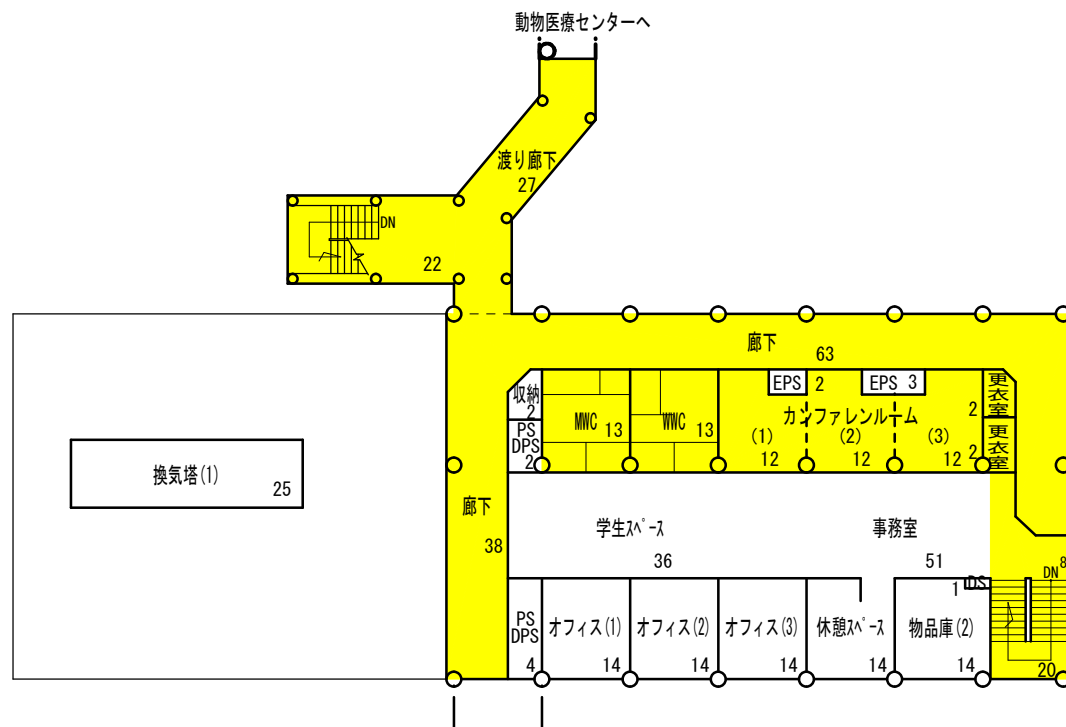 動物医療センターへ
渡り廊下
27
DN
22
廊下
63
収納
2
EPS 2
EPS 3
更衣室
2
MWC 13
WWC 13
カンファレンルーム
(1)
(2)
(3)
12
12
12
PS
DPS
2
更衣室
2
換気塔(1)
25
廊下
38
学生スペース
36
事務室
51
DS
1
DN
8
PS
DPS
4
オフィス(1)
14
オフィス(2)
14
オフィス(3)
14
休憩スペース
14
物品庫(2)
14
20